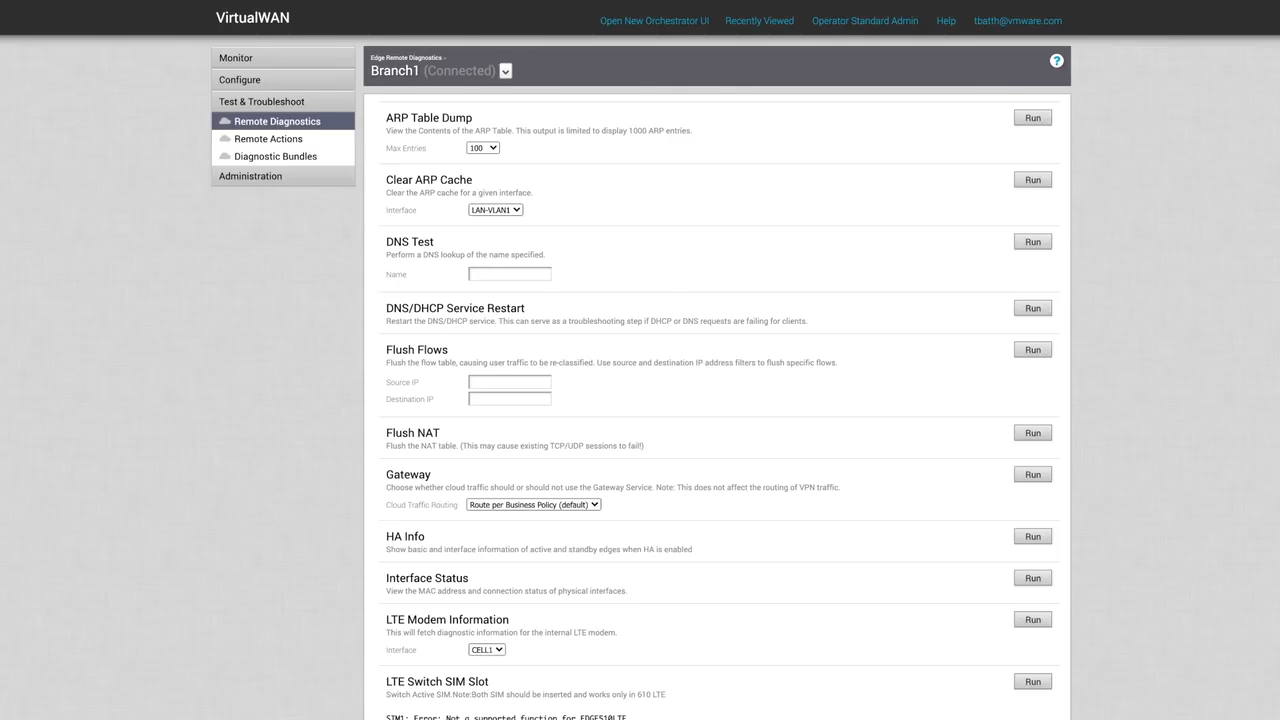 VirtualWAN
Open New Orchestrator UI
Recently Viewed
Operator Standard Admin
Help
tbatth@vmware.com
Monitor
Configure
Test & Troubleshoot
Remote Diagnostics
Remote Actions
Diagnostic Bundles
Administration
Edge Remote Diagnostics
Branch1 (Connected)
?
ARP Table Dump
Run
View the Contents of the ARP Table. This output is limited to display 1000 ARP entries.
Max Entries 100
Clear ARP Cache
Run
Clear the ARP cache for a given interface.
Interface LAN-VLAN1
DNS Test
Run
Perform a DNS lookup of the name specified.
Name
DNS/DHCP Service Restart
Run
Restart the DNS/DHCP service. This can serve as a troubleshooting step if DHCP or DNS requests are failing for clients.
Flush Flows
Run
Flush the flow table, causing user traffic to be re-classified. Use source and destination IP address filters to flush specific flows.
Source IP
Destination IP
Flush NAT
Run
Flush the NAT table. (This may cause existing TCP/UDP sessions to fail!)
Gateway
Run
Choose whether cloud traffic should or should not use the Gateway Service. Note: This does not affect the routing of VPN traffic.
Cloud Traffic Routing Route per Business Policy (default)
HA Info
Run
Show basic and interface information of active and standby edges when HA is enabled
Interface Status
Run
View the MAC address and connection status of physical interfaces.
LTE Modem Information
Run
This will fetch diagnostic information for the internal LTE modem.
Interface CELL1
LTE Switch SIM Slot
Run
Switch Active SIM.Note:Both SIM should be inserted and works only in 610 LTE
SIM1: Error: Not a supported function for EDGE510LTE